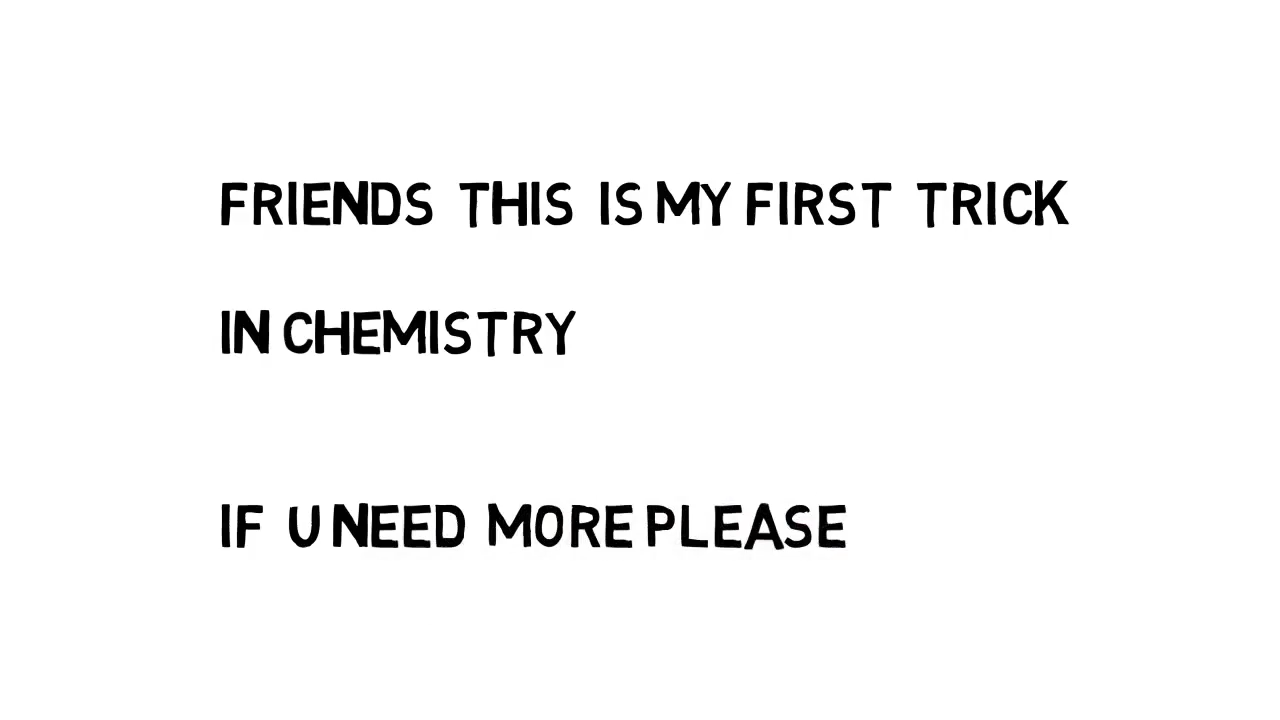 FRIENDS THIS IS MY FIRST TRICK
IN CHEMISTRY
IF U NEED MORE PLEASE